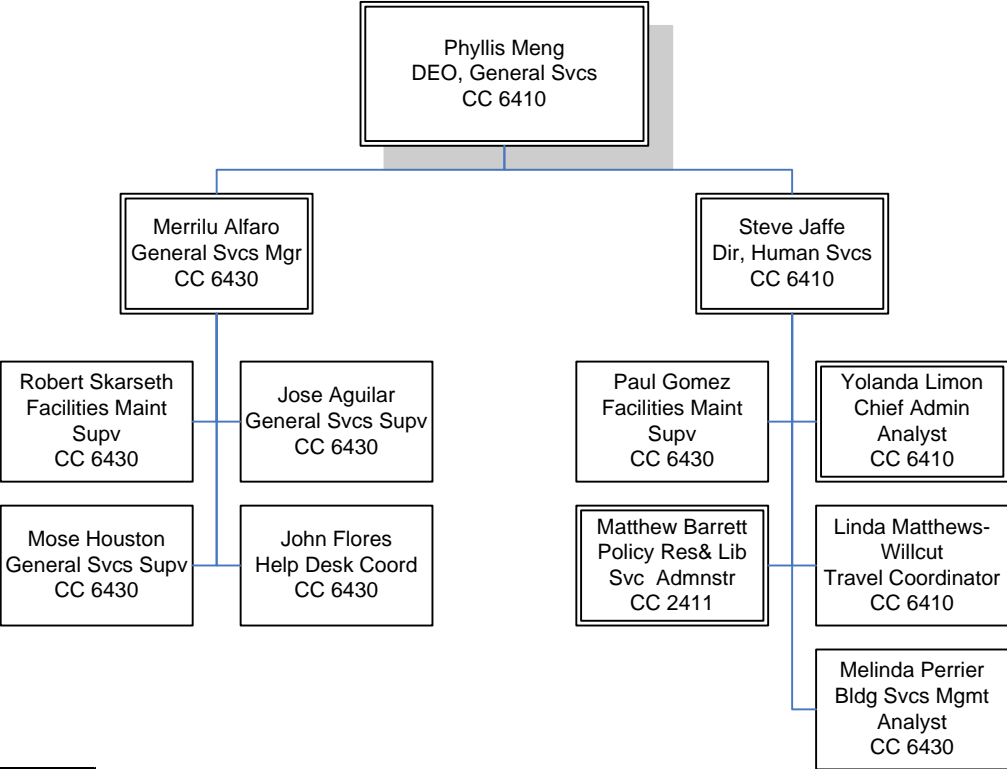 Phyllis Meng
DEO, General Svcs
CC 6410
Merrilu Alfaro
General Svcs Mgr
CC 6430
Steve Jaffe
Dir, Human Svcs
CC 6410
Robert Skarseth
Facilities Maint
Supv
CC 6430
Jose Aguilar
General Svcs Supv
CC 6430
Paul Gomez
Facilities Maint
Supv
CC 6430
Yolanda Limon
Chief Admin
Analyst
CC 6410
Mose Houston
General Svcs Supv
CC 6430
John Flores
Help Desk Coord
CC 6430
Matthew Barrett
Policy Res& Lib
Svc Admnstr
CC 2411
Linda Matthews-
Willcut
Travel Coordinator
CC 6410
Melinda Perrier
Bldg Svcs Mgmt
Analyst
CC 6430